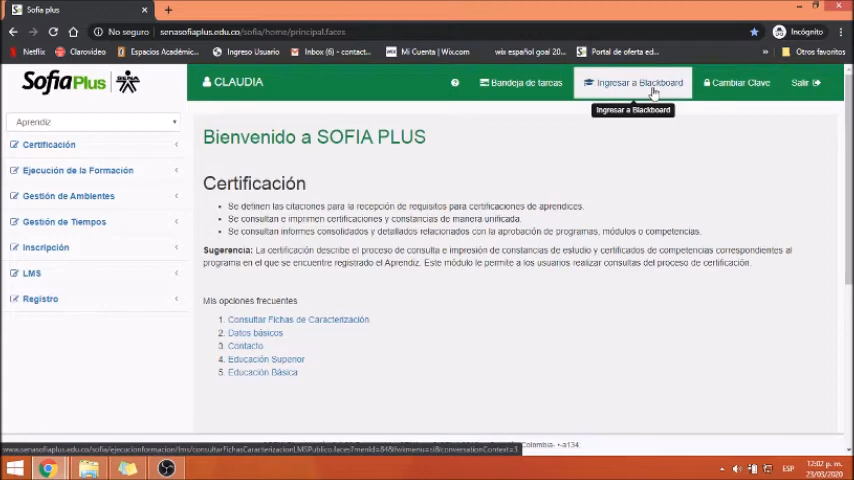 Sofia plus
No seguro
senasofiaplus.edu.co/sofia/home/principal.faces
Incógnito
Netflix
Clarovideo
Espacios Académic...
Ingreso Usuario
Inbox (6) - contact...
Mi Cuenta | Wix.com
wix español goal 20...
Portal de oferta ed...
Otros favoritos
SofiaPlus
SENA
CLAUDIA
Bandeja de tareas
Ingresar a Blackboard
Cambiar Clave
Salir
Ingresar a Blackboard
Aprendiz
Certificación
Ejecución de la Formación
Gestión de Ambientes
Gestión de Tiempos
Inscripción
LMS
Registro
Bienvenido a SOFIA PLUS
Certificación
Se definen las citaciones para la recepción de requisitos para certificaciones de aprendices.
Se consultan e imprimen certificaciones y constancias de manera unificada.
Se consultan informes consolidados y detallados relacionados con la aprobación de programas, módulos o competencias.
Sugerencia: La certificación describe el proceso de consulta e impresión de constancias de estudio y certificados de competencias correspondientes al
programa en el que se encuentre registrado el Aprendiz. Este módulo le permite a los usuarios realizar consultas del proceso de certificación.
Mis opciones frecuentes
1. Consultar Fichas de Caracterización
2. Datos básicos
3. Contacto
4. Educación Superior
5. Educación Básica
Colombia- •-a134.
ESP
12:02 p. m.
23/03/2020